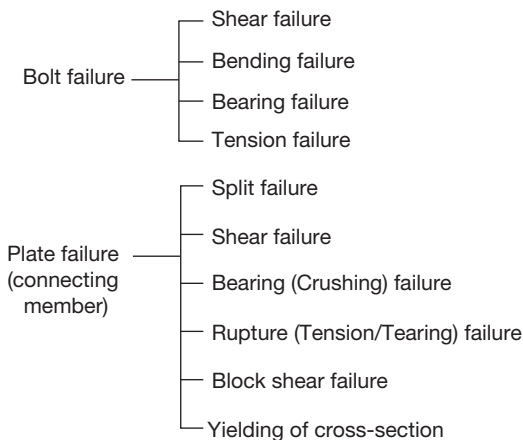 Shear failure
Bolt failure
Bending failure
Bearing failure
Tension failure
Split failure
Shear failure
Plate failure
(connecting
member)
Bearing (Crushing) failure
Rupture (Tension/Tearing) failure
Block shear failure
Yielding of cross-section